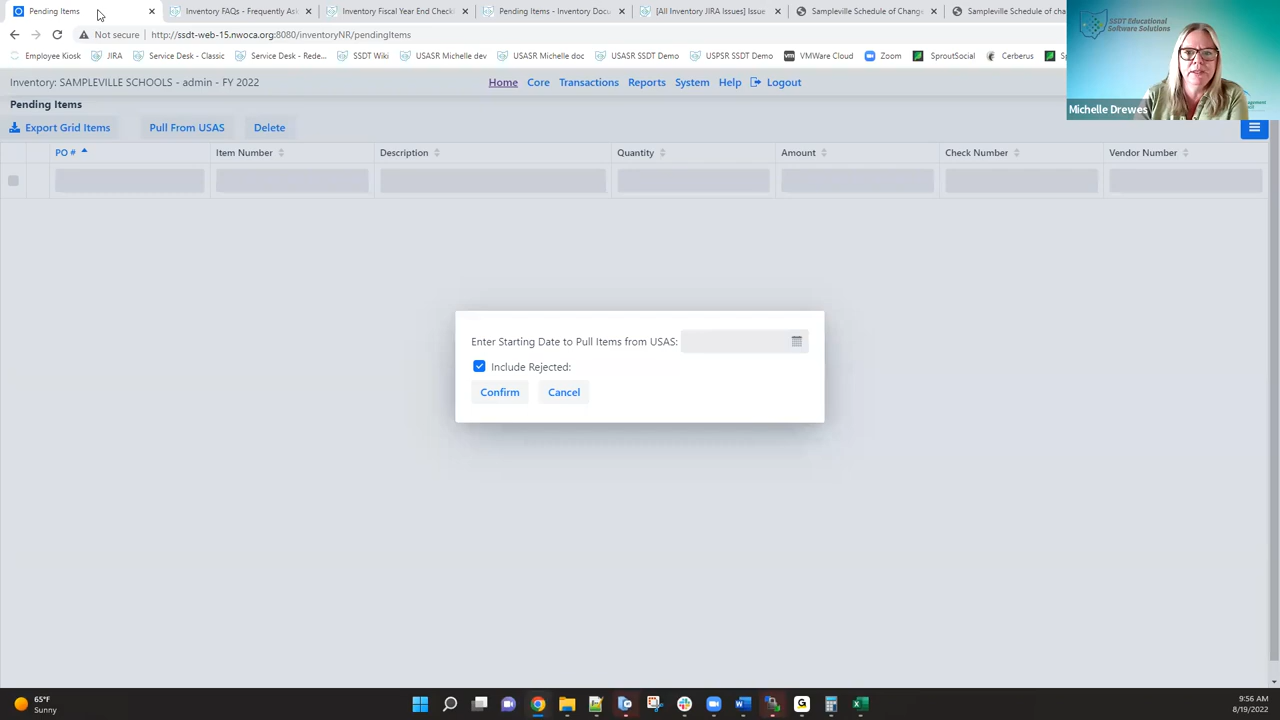 Pending Items
Inventory FAQs - Frequently Ask
Inventory Fiscal Year End Checkli
Pending Items - Inventory Docu
[All Inventory JIRA Issues] Issue
Sampleville Schedule of Change
Sampleville Schedule of cha
Not secure
http://ssdt-web-15.nwoca.org:8080/inventoryNR/pendingItems
Employee Kiosk
JIRA
Service Desk - Classic
Service Desk - Rede...
SSDT Wiki
USASR Michelle dev
USASR Michelle doc
USASR SSDT Demo
USPSR SSDT Demo
VMWare Cloud
Zoom
SproutSocial
Cerberus
SSDT Educational
Software Solutions
Michelle Drewes
Inventory: SAMPLEVILLE SCHOOLS - admin - FY 2022
Home
Core
Transactions
Reports
System
Help
Logout
Pending Items
Export Grid Items
Pull From USAS
Delete
PO #
Item Number
Description
Quantity
Amount
Check Number
Vendor Number
Enter Starting Date to Pull Items from USAS:
Include Rejected:
Confirm
Cancel
65°F
Sunny
9:56 AM
8/19/2022